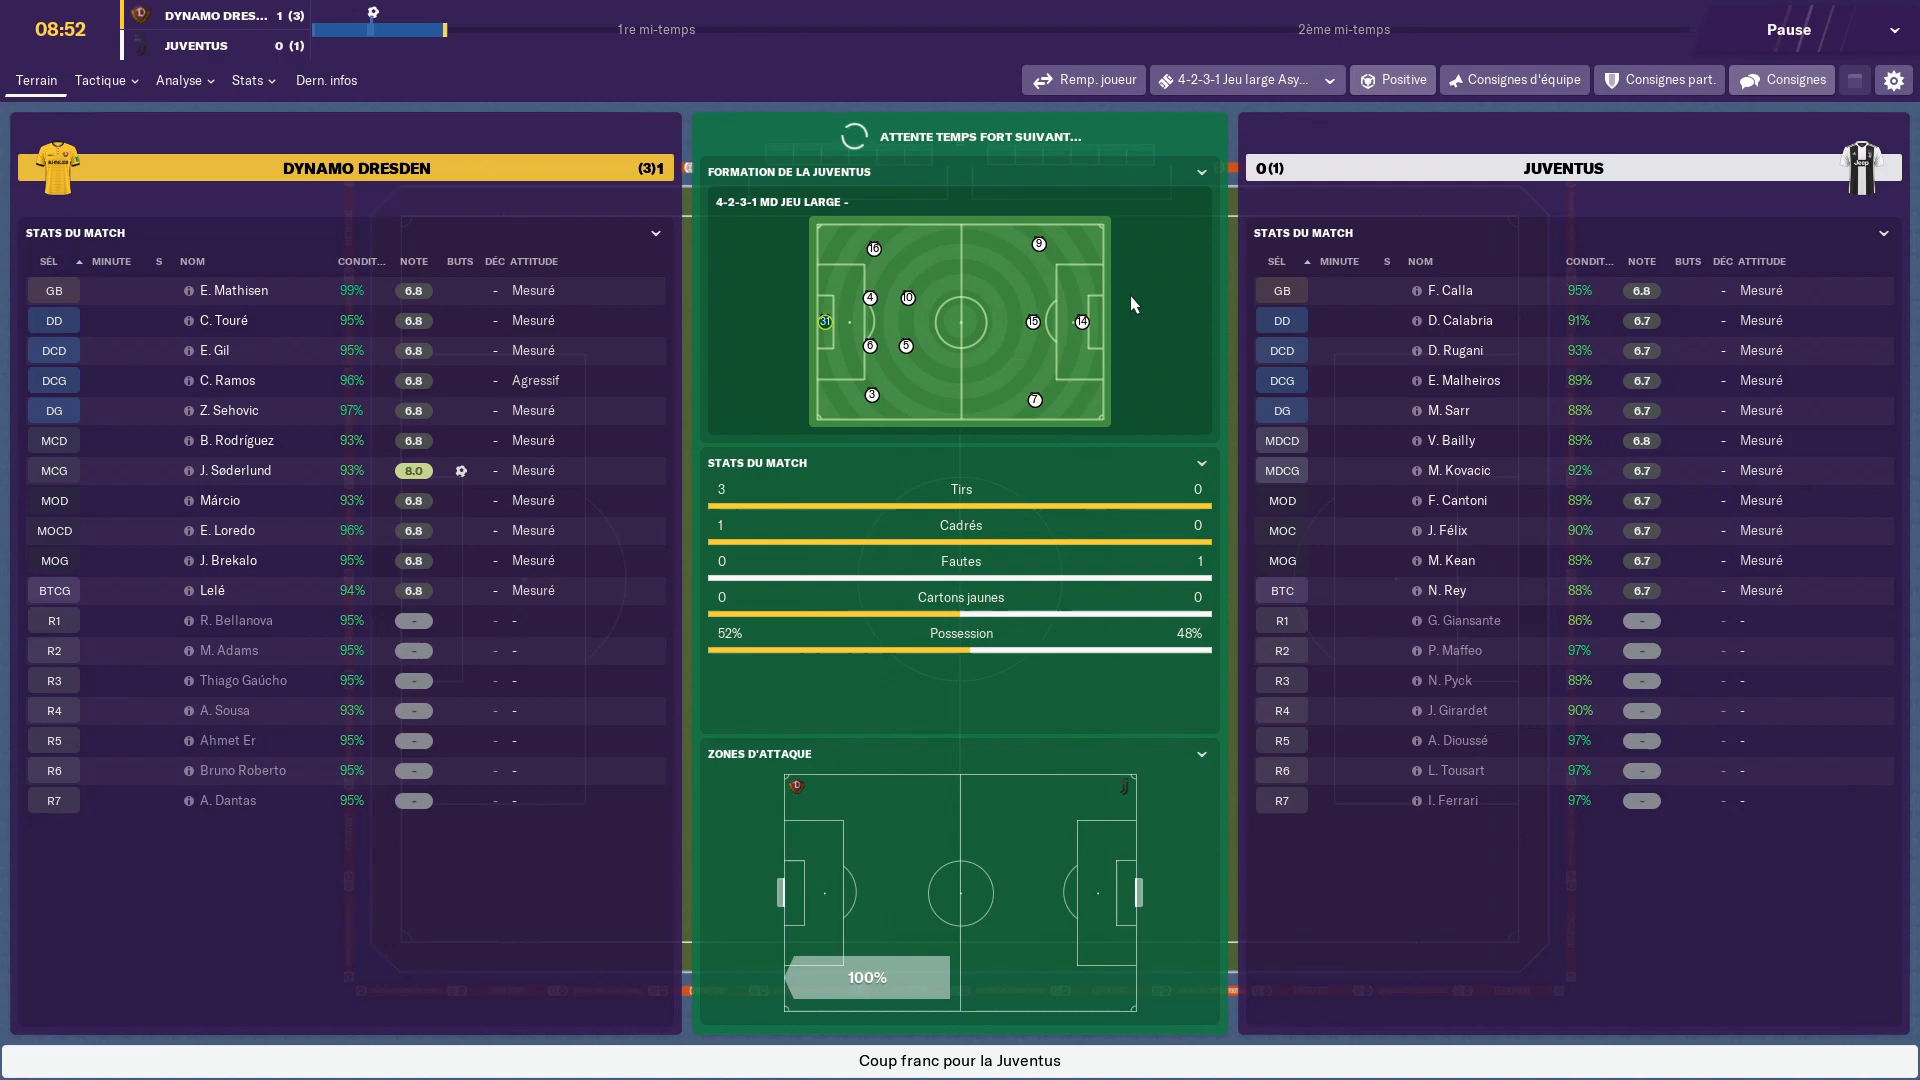 08:52
DYNAMO DRES... 1 (3)
JUVENTUS 0 (1)
1re mi-temps
2ème mi-temps
Pause
Terrain Tactique Analyse Stats Dern. infos
Remp. joueur 4-2-3-1 Jeu large Asy... Positive Consignes d'équipe Consignes part. Consignes
DYNAMO DRESDEN (3)1
STATS DU MATCH
SÉL MINUTE S NOM CONDIT... NOTE BUTS DÉC ATTITUDE
GB E. Mathisen 99% 6.8 - Mesuré
DD C. Touré 95% 6.8 - Mesuré
DCD E. Gil 95% 6.8 - Mesuré
DCG C. Ramos 96% 6.8 - Agressif
DG Z. Sehovic 97% 6.8 - Mesuré
MCD B. Rodríguez 93% 6.8 - Mesuré
MCG J. Søderlund 93% 8.0 - Mesuré
MOD Márcio 93% 6.8 - Mesuré
MOCD E. Loredo 96% 6.8 - Mesuré
MOG J. Brekalo 95% 6.8 - Mesuré
BTCG Lelé 94% 6.8 - Mesuré
R1 R. Bellanova 95% - - -
R2 M. Adams 95% - - -
R3 Thiago Gaúcho 95% - - -
R4 A. Sousa 93% - - -
R5 Ahmet Er 95% - - -
R6 Bruno Roberto 95% - - -
R7 A. Dantas 95% - - -
ATTENTE TEMPS FORT SUIVANT...
FORMATION DE LA JUVENTUS
4-2-3-1 MD JEU LARGE -
16 9
4 10
31 15 14
6 5
3 7
STATS DU MATCH
3 Tirs 0
1 Cadrés 0
0 Fautes 1
0 Cartons jaunes 0
52% Possession 48%
ZONES D'ATTAQUE
100%
0(1) JUVENTUS
Jeep
STATS DU MATCH
SÉL MINUTE S NOM CONDIT... NOTE BUTS DÉC ATTITUDE
GB F. Calla 95% 6.8 - Mesuré
DD D. Calabria 91% 6.7 - Mesuré
DCD D. Rugani 93% 6.7 - Mesuré
DCG E. Malheiros 89% 6.7 - Mesuré
DG M. Sarr 88% 6.7 - Mesuré
MDCD V. Bailly 89% 6.8 - Mesuré
MDCG M. Kovacic 92% 6.7 - Mesuré
MOD F. Cantoni 89% 6.7 - Mesuré
MOC J. Félix 90% 6.7 - Mesuré
MOG M. Kean 89% 6.7 - Mesuré
BTC N. Rey 88% 6.7 - Mesuré
R1 G. Giansante 86% - - -
R2 P. Maffeo 97% - - -
R3 N. Pyck 89% - - -
R4 J. Girardet 90% - - -
R5 A. Dioussé 97% - - -
R6 L. Tousart 97% - - -
R7 I. Ferrari 97% - - -
Coup franc pour la Juventus